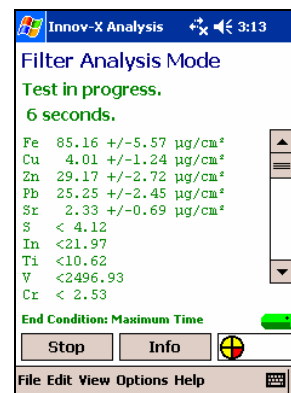 Innov-X Analysis 3:13
Filter Analysis Mode
Test in progress.
6 seconds.
Fe 85.16 +/-5.57 µg/cm²
Cu 4.01 +/-1.24 µg/cm²
Zn 29.17 +/-2.72 µg/cm²
Pb 25.25 +/-2.45 µg/cm²
Sr 2.33 +/-0.69 µg/cm²
S < 4.12
In <21.97
Ti <10.62
V <2496.93
Cr < 2.53
End Condition: Maximum Time
Stop Info
File Edit View Options Help